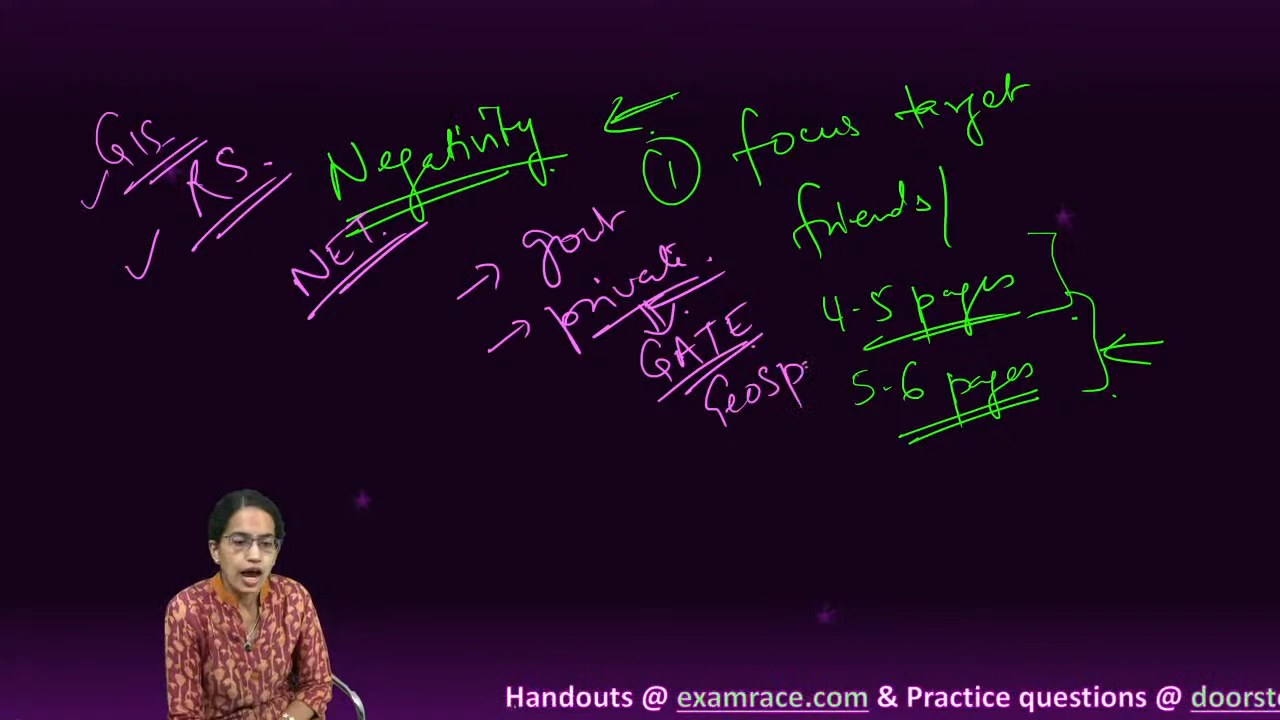 GIS
RS.
Negativity
① focus target
friends/
NET.
→ govt
→ private.
4-5 pages
GATE
GeoSp
5-6 pages
Handouts @ examrace.com & Practice questions @ doorst